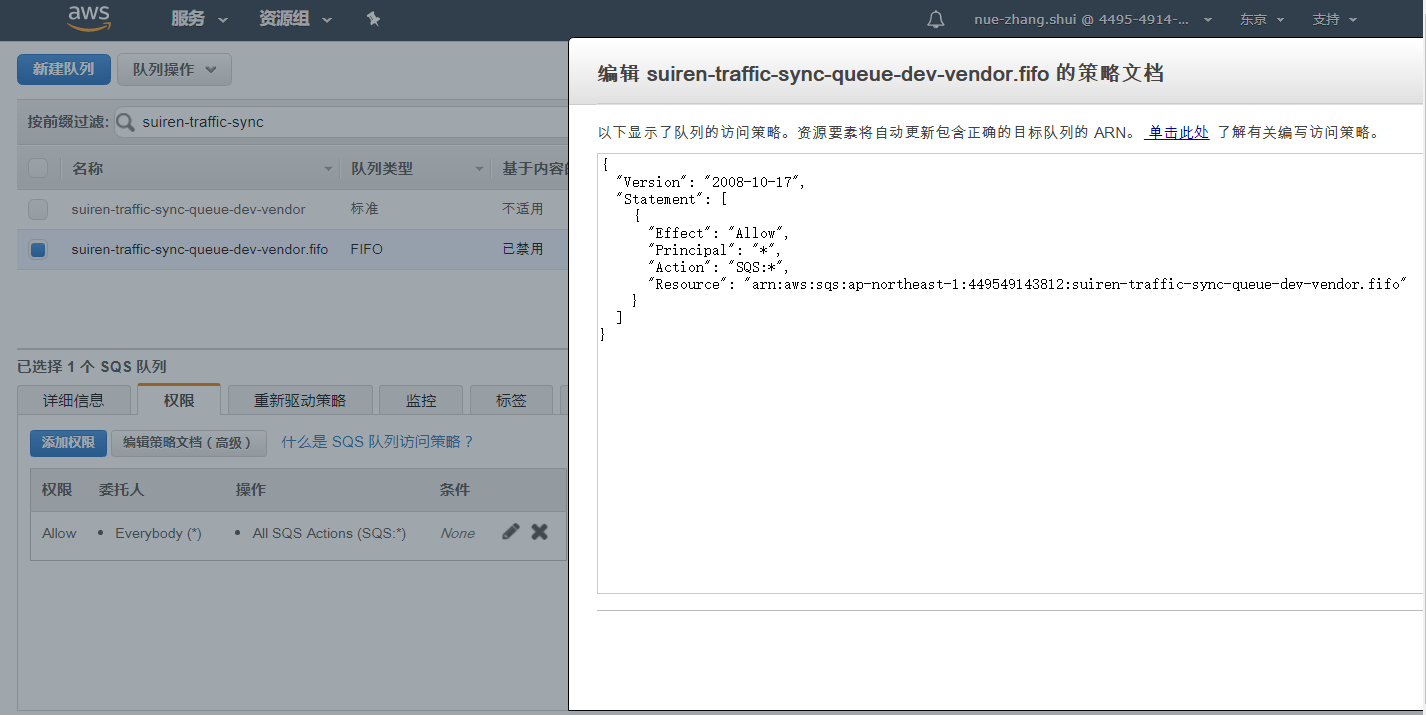 aws 服务 资源组 nue-zhang.shui @ 4495-4914-... 东京 支持
新建队列 队列操作
按前缀过滤: suiren-traffic-sync
名称 队列类型 基于内容
suiren-traffic-sync-queue-dev-vendor 标准 不适用
suiren-traffic-sync-queue-dev-vendor.fifo FIFO 已禁用
已选择 1 个 SQS 队列
详细信息 权限 重新驱动策略 监控 标签
添加权限 编辑策略文档（高级） 什么是 SQS 队列访问策略？
权限 委托人 操作 条件
Allow • Everybody (*) • All SQS Actions (SQS:*) None
编辑 suiren-traffic-sync-queue-dev-vendor.fifo 的策略文档
以下显示了队列的访问策略。资源要素将自动更新包含正确的目标队列的 ARN。 单击此处 了解有关编写访问策略。
{
"Version": "2008-10-17",
"Statement": [
{
"Effect": "Allow",
"Principal": "*",
"Action": "SQS:*",
"Resource": "arn:aws:sqs:ap-northeast-1:449549143812:suiren-traffic-sync-queue-dev-vendor.fifo"
}
]
}